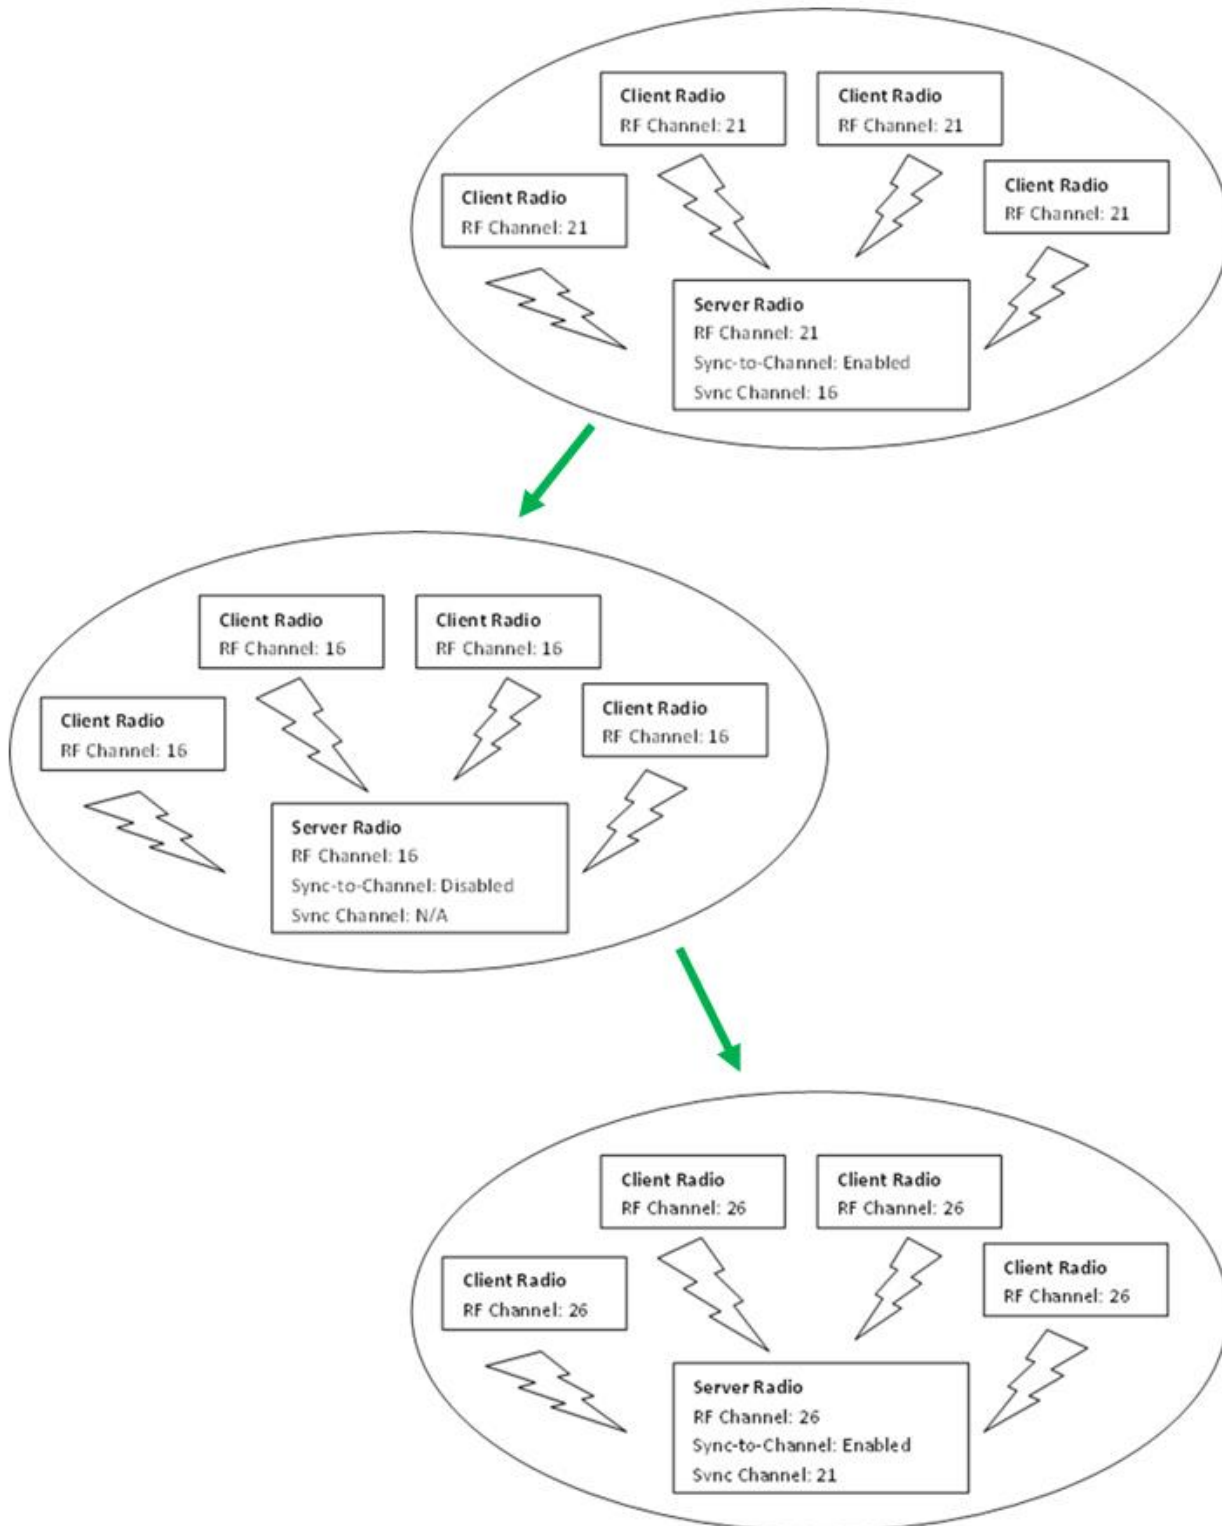 Client Radio
RF Channel: 21
Client Radio
RF Channel: 21
Client Radio
RF Channel: 21
Client Radio
RF Channel: 21
Server Radio
RF Channel: 21
Sync-to-Channel: Enabled
Sync Channel: 16
Client Radio
RF Channel: 16
Client Radio
RF Channel: 16
Client Radio
RF Channel: 16
Client Radio
RF Channel: 16
Server Radio
RF Channel: 16
Sync-to-Channel: Disabled
Sync Channel: N/A
Client Radio
RF Channel: 26
Client Radio
RF Channel: 26
Client Radio
RF Channel: 26
Client Radio
RF Channel: 26
Server Radio
RF Channel: 26
Sync-to-Channel: Enabled
Sync Channel: 21